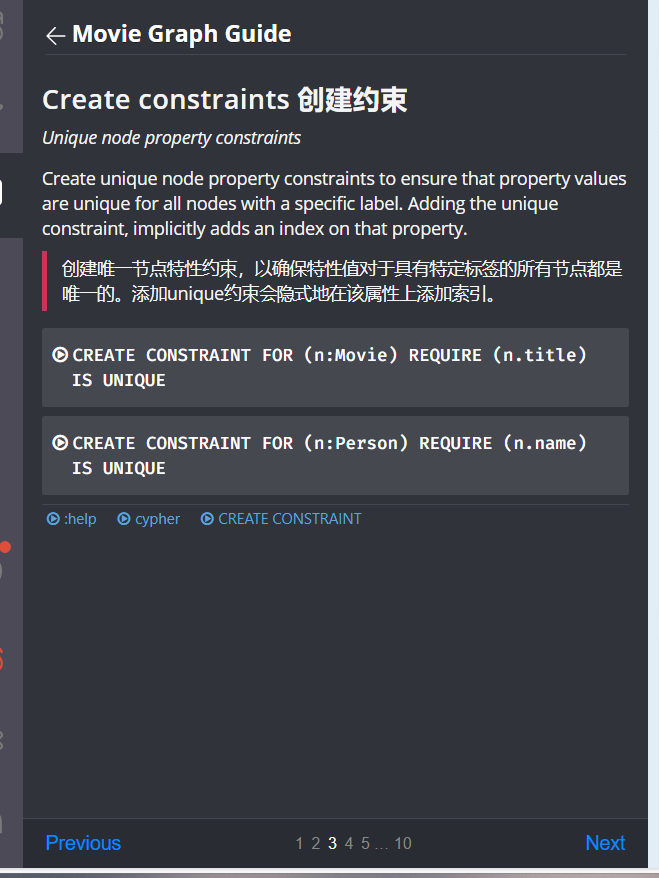 Movie Graph Guide
Create constraints 创建约束
Unique node property constraints
Create unique node property constraints to ensure that property values
are unique for all nodes with a specific label. Adding the unique
constraint, implicitly adds an index on that property.
创建唯一节点特性约束，以确保特性值对于具有特定标签的所有节点都是
唯一的。添加unique约束会隐式地在该属性上添加索引。
CREATE CONSTRAINT FOR (n:Movie) REQUIRE (n.title)
IS UNIQUE
CREATE CONSTRAINT FOR (n:Person) REQUIRE (n.name)
IS UNIQUE
:help cypher CREATE CONSTRAINT
Previous 1 2 3 4 5 ... 10 Next